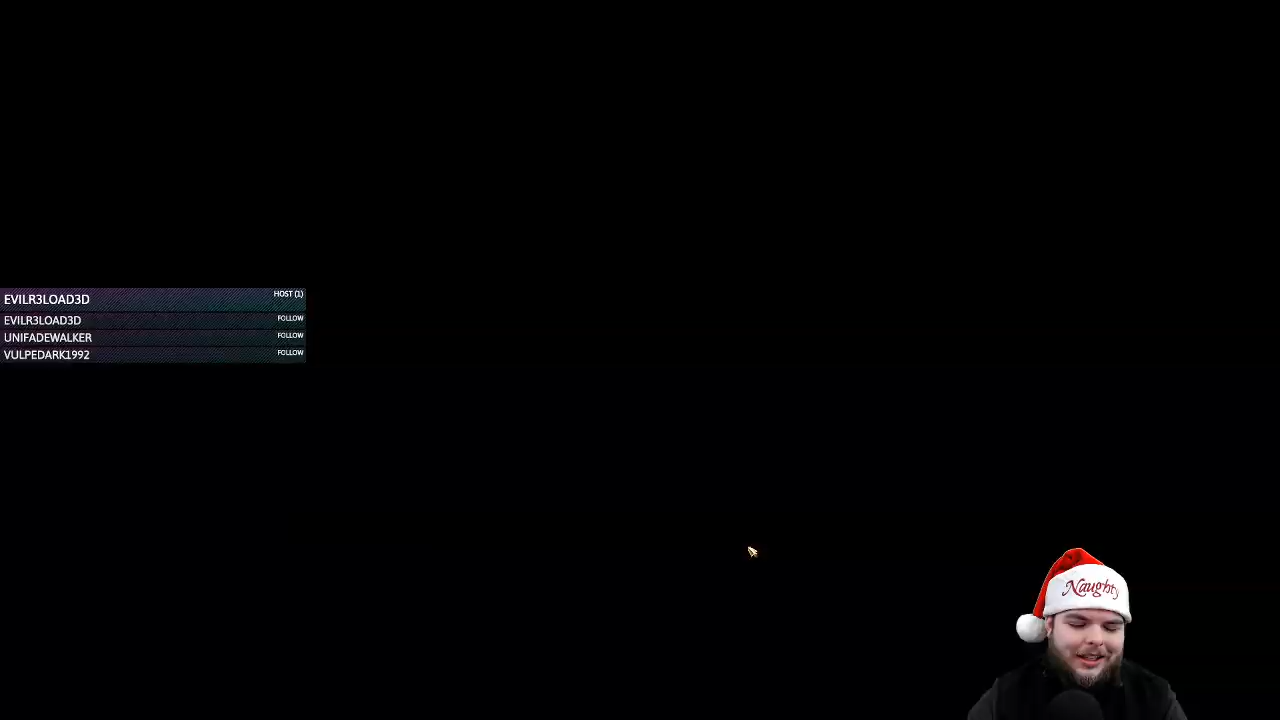 EVILR3LOAD3D HOST (1)
EVILR3LOAD3D FOLLOW
UNIFADEWALKER FOLLOW
VULPEDARK1992 FOLLOW
Naughty